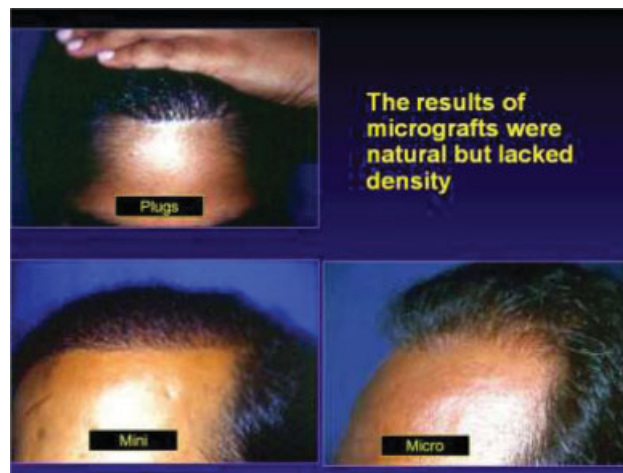 Plugs
The results of
micrografts were
natural but lacked
density
Mini
Micro